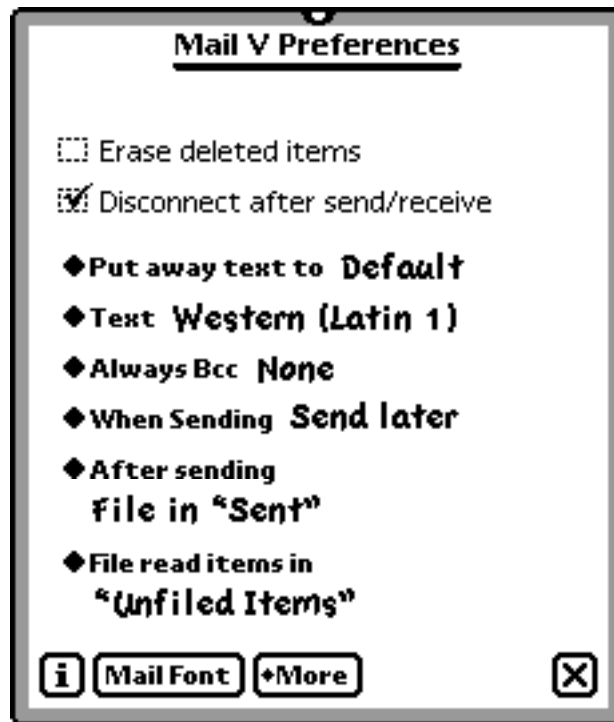 Mail V Preferences
Erase deleted items
Disconnect after send/receive
◆Put away text to Default
◆Text Western (Latin 1)
◆Always Bcc None
◆When Sending Send later
◆After sending
File in “Sent”
◆File read items in
“Unfiled Items”
i Mail Font ◆More X